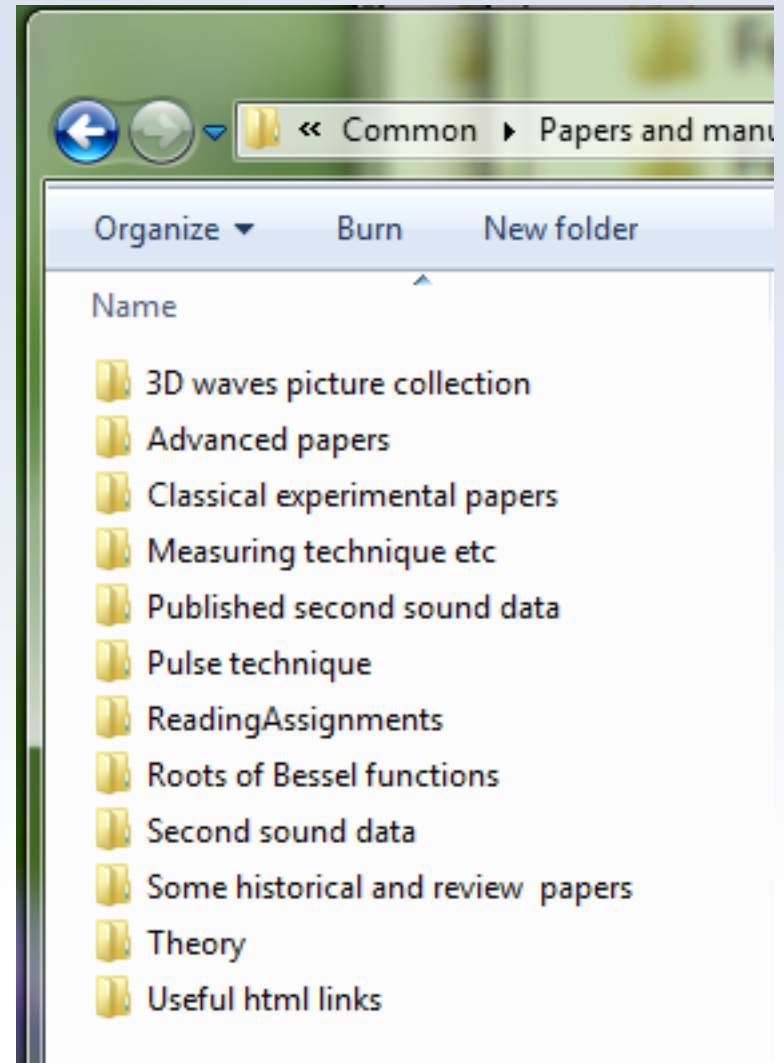 « Common ▸ Papers and manu
Organize ▾ Burn New folder
Name
3D waves picture collection
Advanced papers
Classical experimental papers
Measuring technique etc
Published second sound data
Pulse technique
ReadingAssignments
Roots of Bessel functions
Second sound data
Some historical and review  papers
Theory
Useful html links